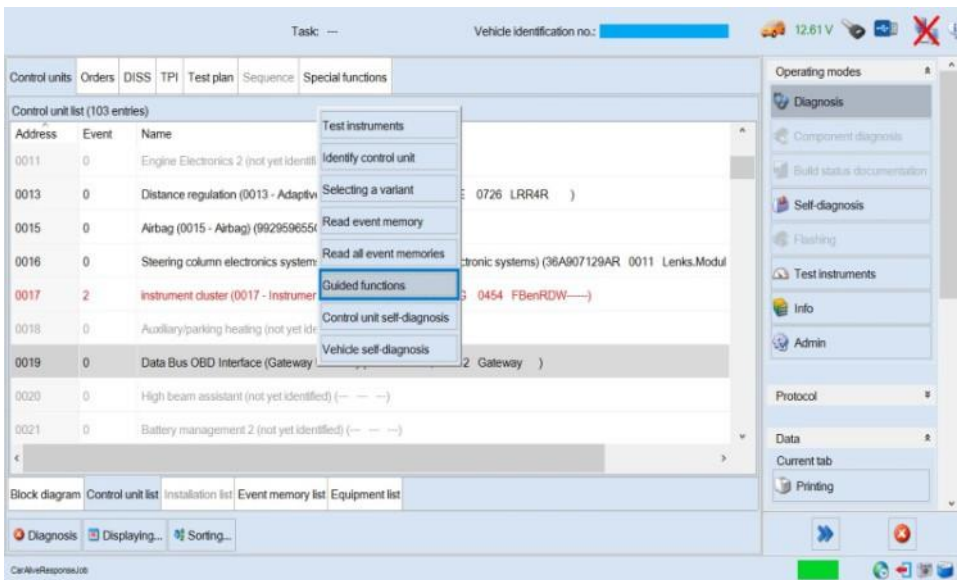 Task: ---
Vehicle identification no.:
12.61 V
Control units Orders DISS TPI Test plan Sequence Special functions
Control unit list (103 entries)
Address Event Name
0011 0 Engine Electronics 2 (not yet
0013 0 Distance regulation (0013 - 0726 LRR4R )
0015 0 Airbag (0015 - Airbag)
0016 0 Steering column electronics systems) (36A907129AR 0011 Lenks.Modul
0017 2 instrument cluster (0017 - 0454 FBenRDW-----)
0018 0 Auxiliary/parking heating (not yet
0019 0 Data Bus OBD Interface (Gateway Gateway )
0020 0 High beam assistant (not yet identified) (--- --- ---)
0021 0 Battery management 2 (not yet identified) (--- --- ---)
Test instruments
Identify control unit
Selecting a variant
Read event memory
Read all event memories
Guided functions
Control unit self-diagnosis
Vehicle self-diagnosis
Block diagram Control unit list Installation list Event memory list Equipment list
Diagnosis Displaying... Sorting...
CarAliveResponseJob
Operating modes
Diagnosis
Component diagnosis
Build status documentation
Self-diagnosis
Flashing
Test instruments
Info
Admin
Protocol
Data
Current tab
Printing